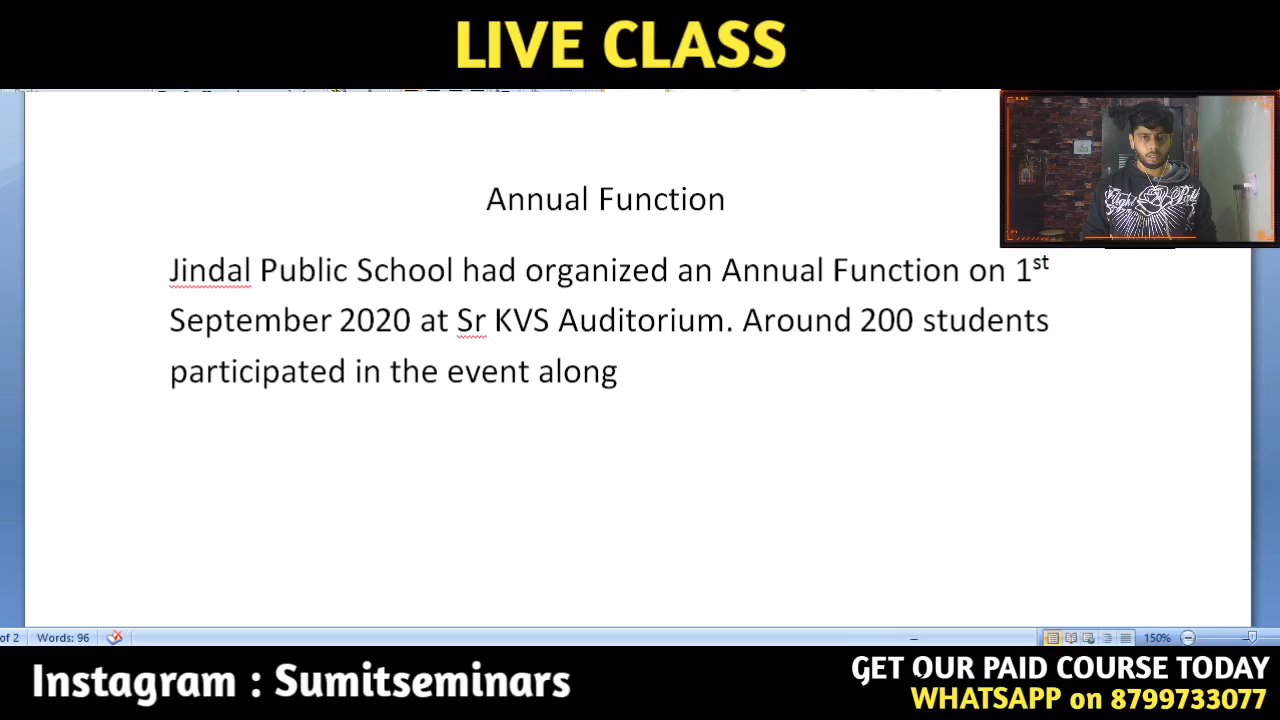 LIVE CLASS
Annual Function
Jindal Public School had organized an Annual Function on 1st
September 2020 at Sr KVS Auditorium. Around 200 students
participated in the event along
of 2 Words: 96 150%
Instagram : Sumitseminars
GET OUR PAID COURSE TODAY
WHATSAPP on 8799733077